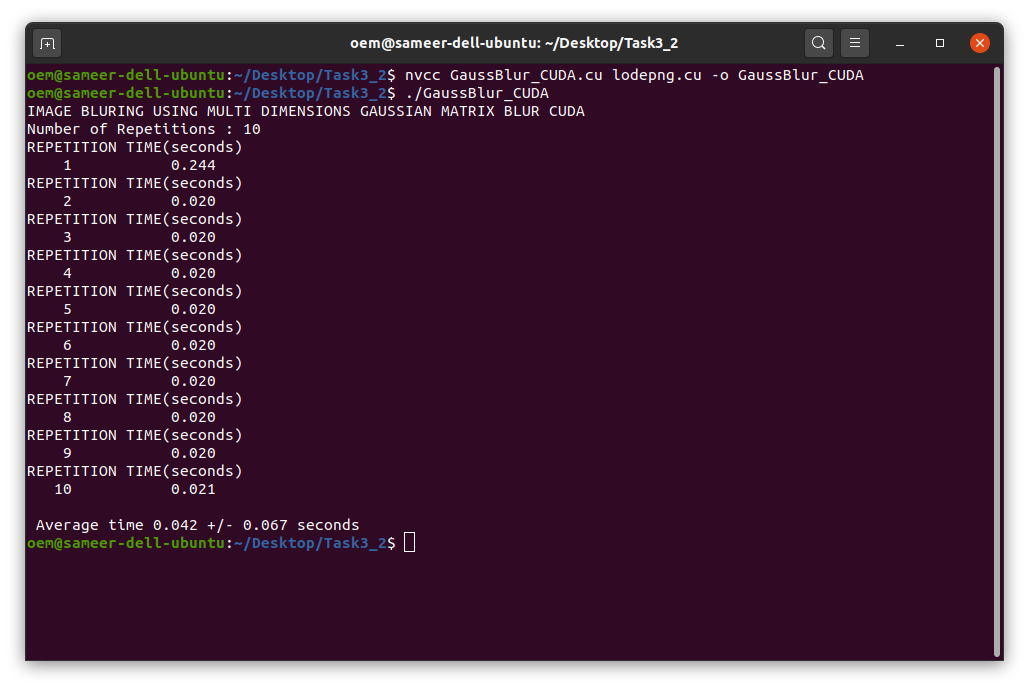 oem@sameer-dell-ubuntu: ~/Desktop/Task3_2
oem@sameer-dell-ubuntu:~/Desktop/Task3_2$ nvcc GaussBlur_CUDA.cu lodepng.cu -o GaussBlur_CUDA
oem@sameer-dell-ubuntu:~/Desktop/Task3_2$ ./GaussBlur_CUDA
IMAGE BLURING USING MULTI DIMENSIONS GAUSSIAN MATRIX BLUR CUDA
Number of Repetitions : 10
REPETITION TIME(seconds)
1 0.244
REPETITION TIME(seconds)
2 0.020
REPETITION TIME(seconds)
3 0.020
REPETITION TIME(seconds)
4 0.020
REPETITION TIME(seconds)
5 0.020
REPETITION TIME(seconds)
6 0.020
REPETITION TIME(seconds)
7 0.020
REPETITION TIME(seconds)
8 0.020
REPETITION TIME(seconds)
9 0.020
REPETITION TIME(seconds)
10 0.021
Average time 0.042 +/- 0.067 seconds
oem@sameer-dell-ubuntu:~/Desktop/Task3_2$